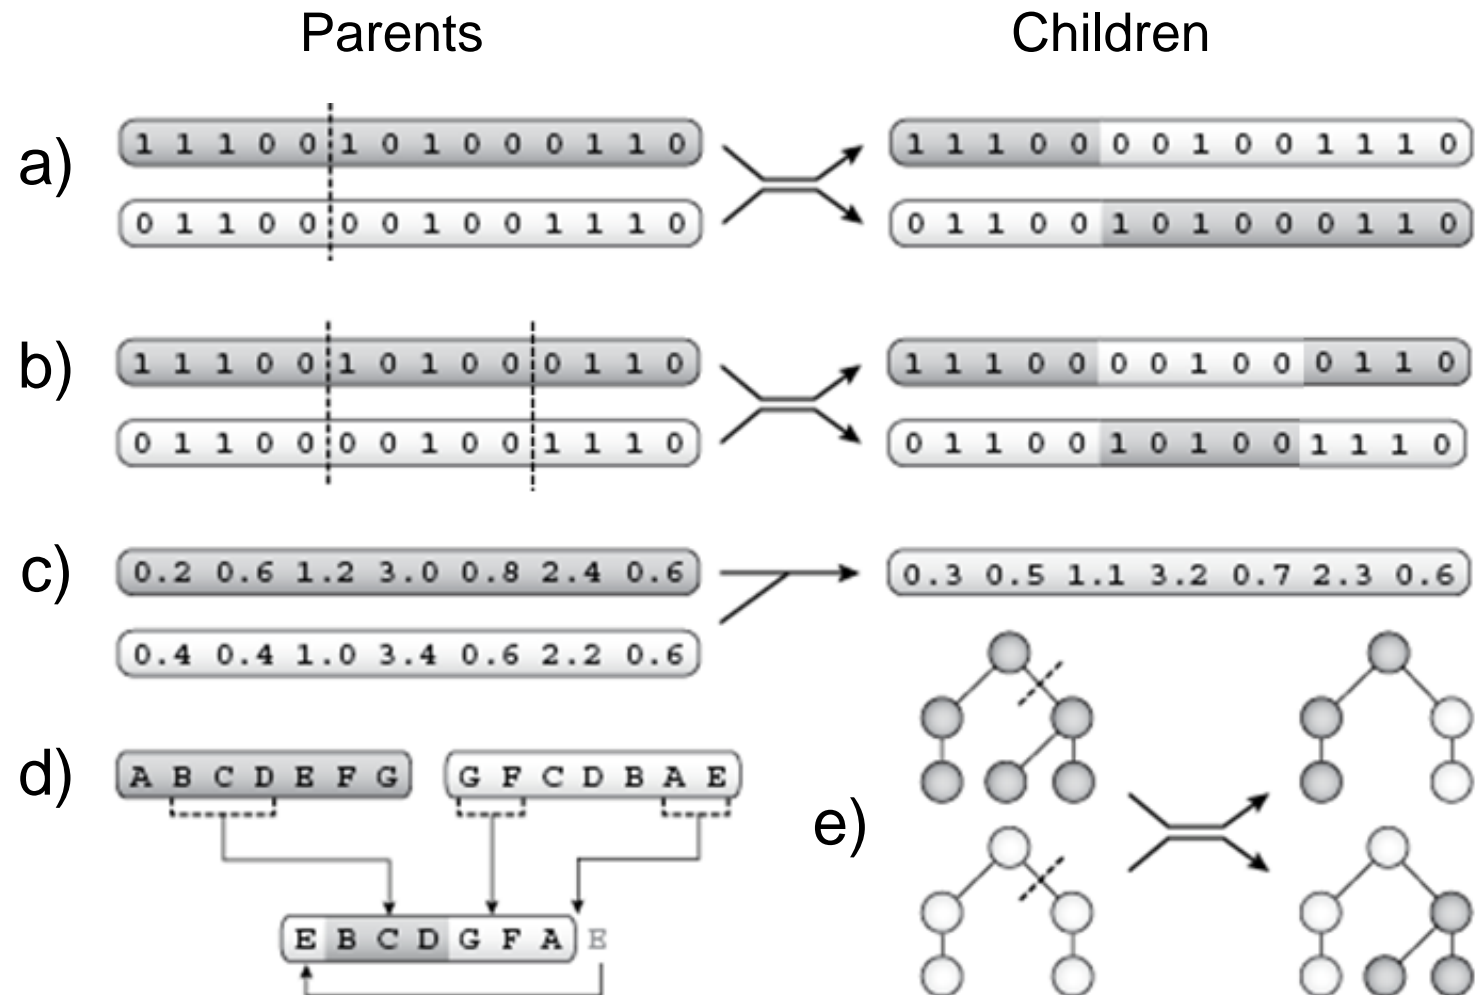 Parents Children
a)
1 1 1 0 0 1 0 1 0 0 0 1 1 0 1 1 1 0 0 0 0 1 0 0 1 1 1 0
0 1 1 0 0 0 0 1 0 0 1 1 1 0 0 1 1 0 0 1 0 1 0 0 0 1 1 0
b)
1 1 1 0 0 1 0 1 0 0 0 1 1 0 1 1 1 0 0 0 0 1 0 0 0 1 1 0
0 1 1 0 0 0 0 1 0 0 1 1 1 0 0 1 1 0 0 1 0 1 0 0 1 1 1 0
c)
0.2 0.6 1.2 3.0 0.8 2.4 0.6 0.3 0.5 1.1 3.2 0.7 2.3 0.6
0.4 0.4 1.0 3.4 0.6 2.2 0.6
d)
A B C D E F G G F C D B A E
E B C D G F A E
e)